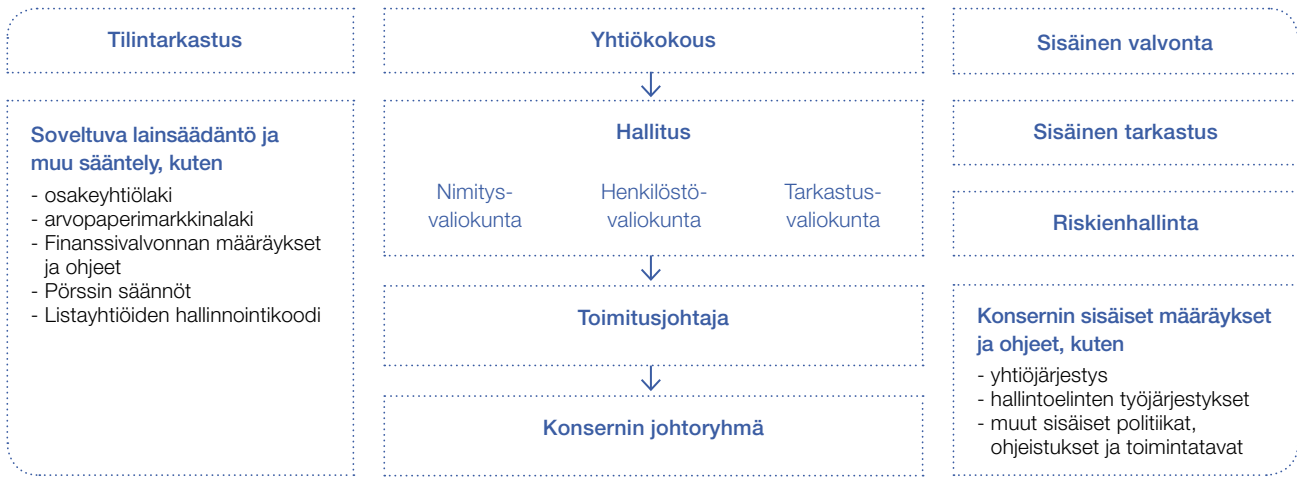 Tilintarkastus
Soveltuva lainsäädäntö ja
muu sääntely, kuten
- osakeyhtiölaki
- arvopaperimarkkinalaki
- Finanssivalvonnan määräykset
ja ohjeet
- Pörssin säännöt
- Listayhtiöiden hallinnointikoodi
Yhtiökokous
Hallitus
Nimitys-
valiokunta
Henkilöstö-
valiokunta
Tarkastus-
valiokunta
Toimitusjohtaja
Konsernin johtoryhmä
Sisäinen valvonta
Sisäinen tarkastus
Riskienhallinta
Konsernin sisäiset määräykset
ja ohjeet, kuten
- yhtiöjärjestys
- hallintoelinten työjärjestykset
- muut sisäiset politiikat,
ohjeistukset ja toimintatavat